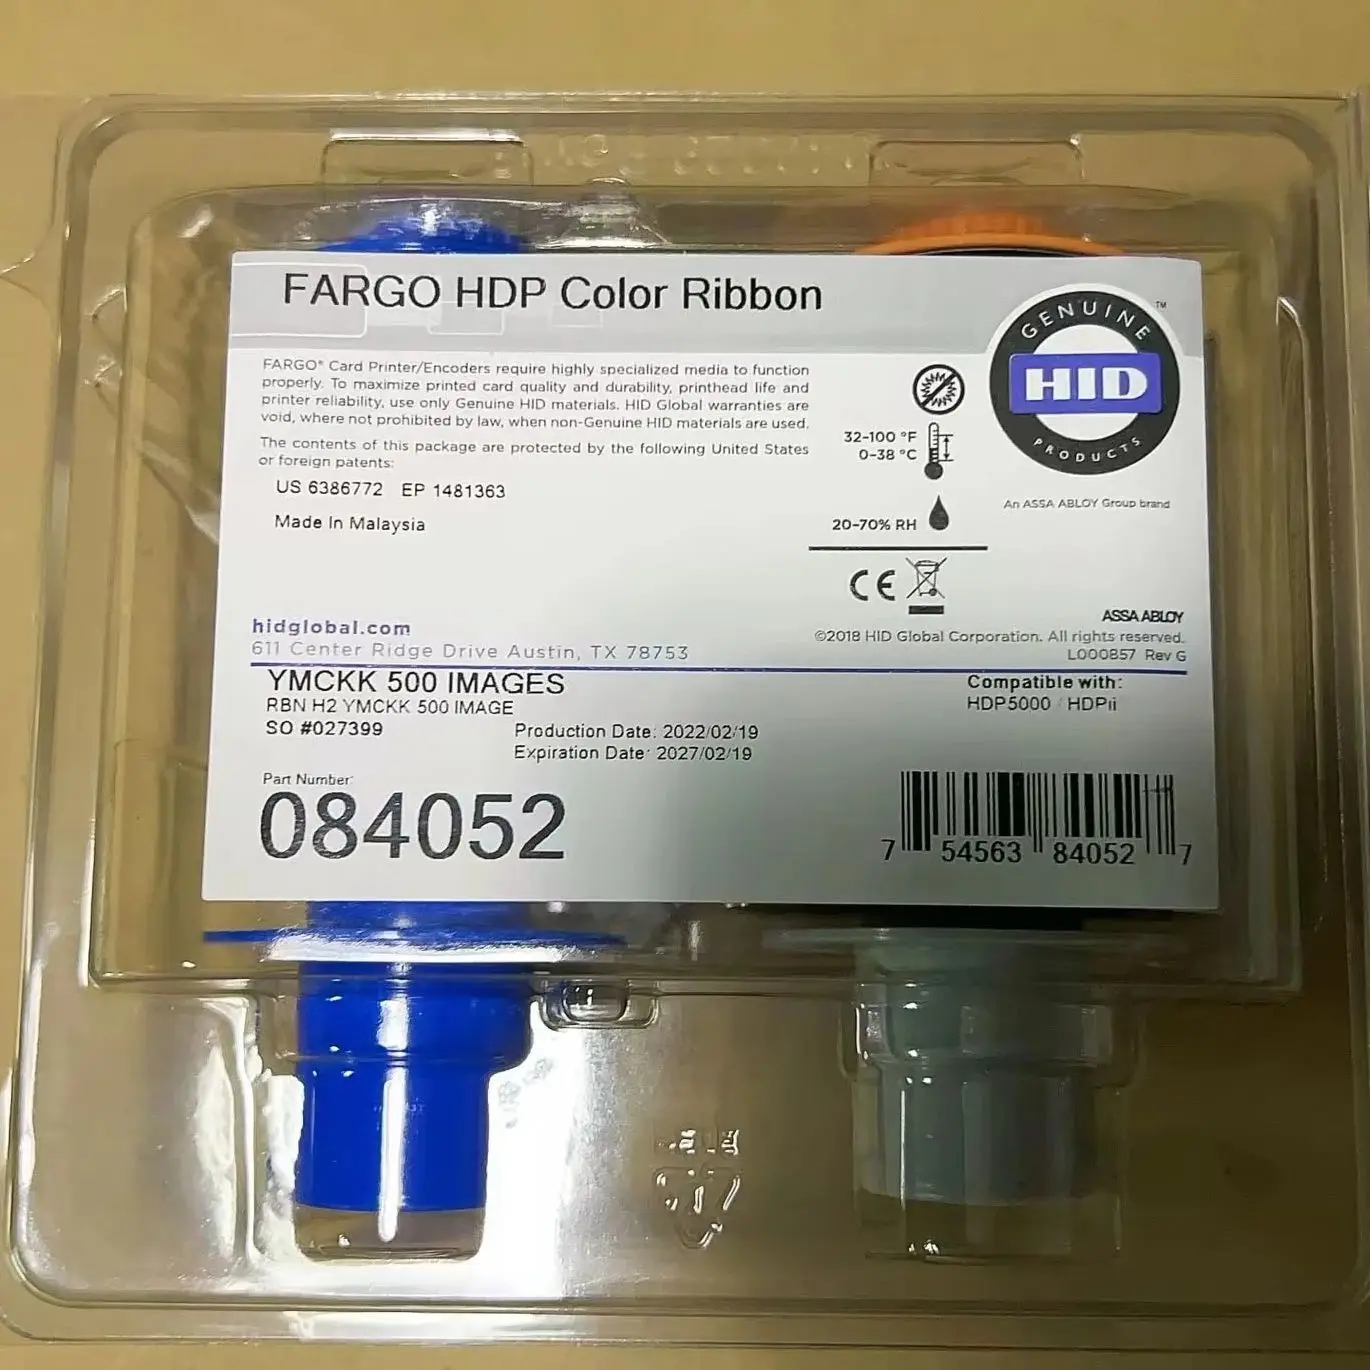 FARGO HDP Color Ribbon
GENUINE
™
HID
PRODUCTS
An ASSA ABLOY Group brand
FARGO® Card Printer/Encoders require highly specialized media to function
properly. To maximize printed card quality and durability, printhead life and
printer reliability, use only Genuine HID materials. HID Global warranties are
void, where not prohibited by law, when non-Genuine HID materials are used.
The contents of this package are protected by the following United States
or foreign patents:
US 6386772 EP 1481363
Made In Malaysia
32-100 °F
0-38 °C
20-70% RH
CE
hidglobal.com
611 Center Ridge Drive Austin, TX 78753
ASSA ABLOY
©2018 HID Global Corporation. All rights reserved.
L000857 Rev G
YMCKK 500 IMAGES
RBN H2 YMCKK 500 IMAGE
SO #027399
Production Date: 2022/02/19
Expiration Date: 2027/02/19
Compatible with:
HDP5000 / HDPii
Part Number:
084052
7 54563 84052 7